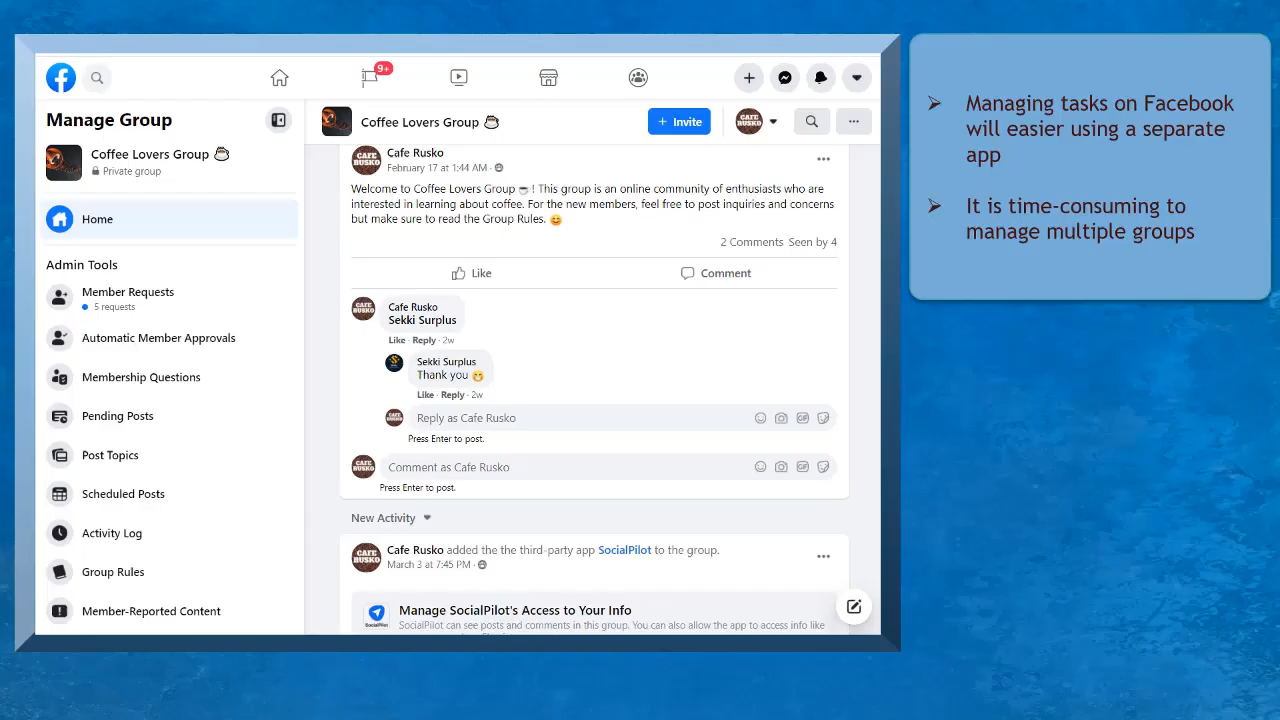 9+
Manage Group
Coffee Lovers Group ☕
Private group
Home
Admin Tools
Member Requests
5 requests
Automatic Member Approvals
Membership Questions
Pending Posts
Post Topics
Scheduled Posts
Activity Log
Group Rules
Member-Reported Content
Coffee Lovers Group ☕
+ Invite
Cafe Rusko
February 17 at 1:44 AM ·
Welcome to Coffee Lovers Group ☕! This group is an online community of enthusiasts who are
interested in learning about coffee. For the new members, feel free to post inquiries and concerns
but make sure to read the Group Rules. 😊
2 Comments Seen by 4
Like
Comment
Cafe Rusko
Sekki Surplus
Like · Reply · 2w
Sekki Surplus
Thank you 🤭
Like · Reply · 2w
Reply as Cafe Rusko
Press Enter to post.
Comment as Cafe Rusko
Press Enter to post.
New Activity
Cafe Rusko added the the third-party app SocialPilot to the group.
March 3 at 7:45 PM ·
Manage SocialPilot's Access to Your Info
SocialPilot can see posts and comments in this group. You can also allow the app to access info like
SocialPilot
Managing tasks on Facebook
will easier using a separate
app
It is time-consuming to
manage multiple groups